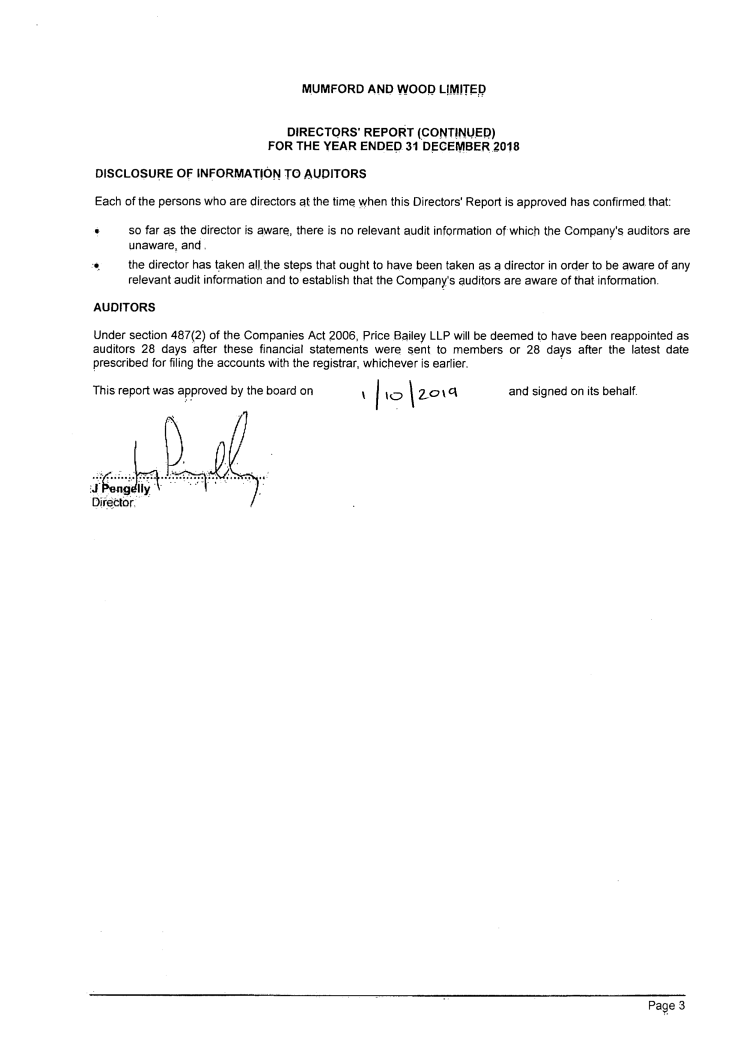 MUMFORD AND WOOD LIMITED
DIRECTORS' REPORT (CONTINUED)
FOR THE YEAR ENDED 31 DECEMBER 2018
DISCLOSURE OF INFORMATION TO AUDITORS
Each of the persons who are directors at the time when this Directors' Report is approved has confirmed that:
• so far as the director is aware, there is no relevant audit information of which the Company's auditors are
unaware, and
• the director has taken all the steps that ought to have been taken as a director in order to be aware of any
relevant audit information and to establish that the Company's auditors are aware of that information.
AUDITORS
Under section 487(2) of the Companies Act 2006, Price Bailey LLP will be deemed to have been reappointed as
auditors 28 days after these financial statements were sent to members or 28 days after the latest date
prescribed for filing the accounts with the registrar, whichever is earlier.
This report was approved by the board on 1/10/2019 and signed on its behalf.
J Pengelly
Director
Page 3